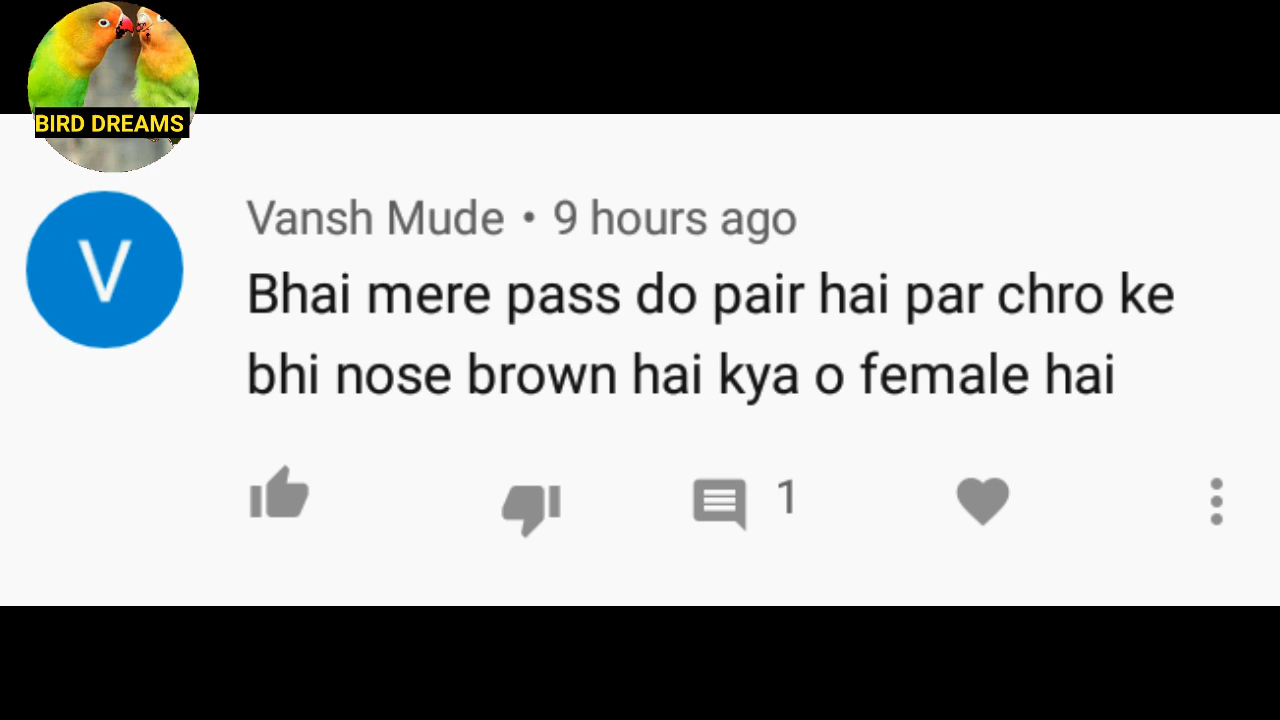 BIRD DREAMS
V
Vansh Mude • 9 hours ago
Bhai mere pass do pair hai par chro ke
bhi nose brown hai kya o female hai
1